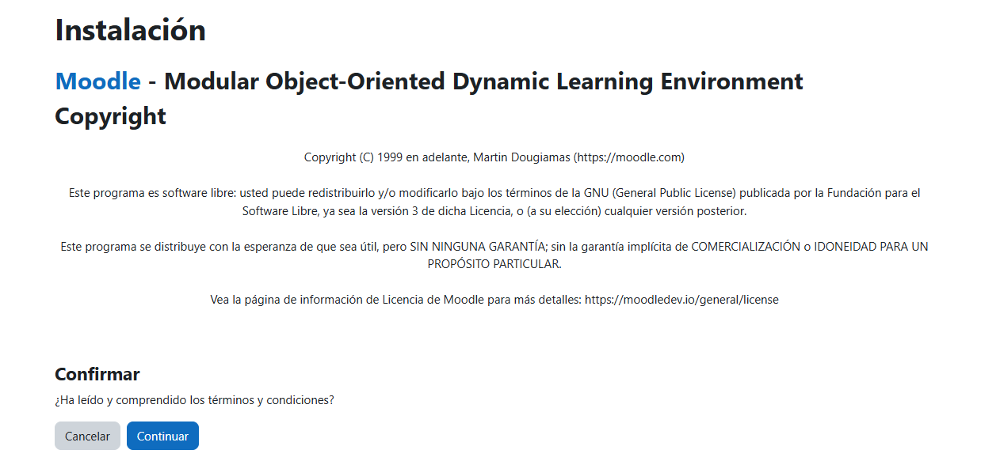 Instalación
Moodle - Modular Object-Oriented Dynamic Learning Environment
Copyright
Copyright (C) 1999 en adelante, Martin Dougiamas (https://moodle.com)
Este programa es software libre: usted puede redistribuirlo y/o modificarlo bajo los términos de la GNU (General Public License) publicada por la Fundación para el
Software Libre, ya sea la versión 3 de dicha Licencia, o (a su elección) cualquier versión posterior.
Este programa se distribuye con la esperanza de que sea útil, pero SIN NINGUNA GARANTÍA; sin la garantía implícita de COMERCIALIZACIÓN o IDONEIDAD PARA UN
PROPÓSITO PARTICULAR.
Vea la página de información de Licencia de Moodle para más detalles: https://moodledev.io/general/license
Confirmar
¿Ha leído y comprendido los términos y condiciones?
Cancelar Continuar